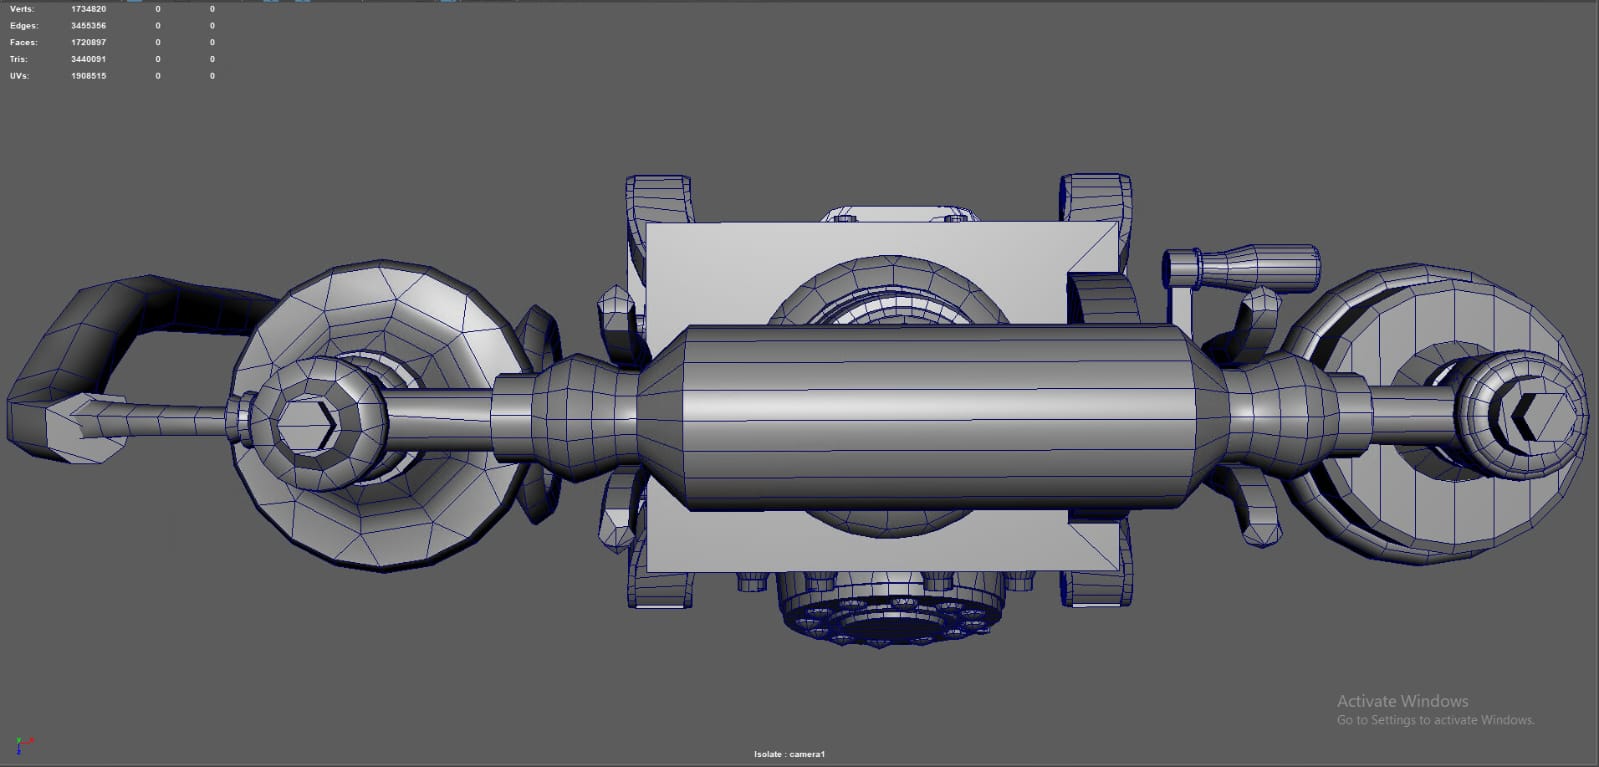 Verts: 1734820 0 0
Edges: 3455356 0 0
Faces: 1720897 0 0
Tris: 3440091 0 0
UVs: 1908515 0 0
Activate Windows
Go to Settings to activate Windows.
y x
z
Isolate : camera1